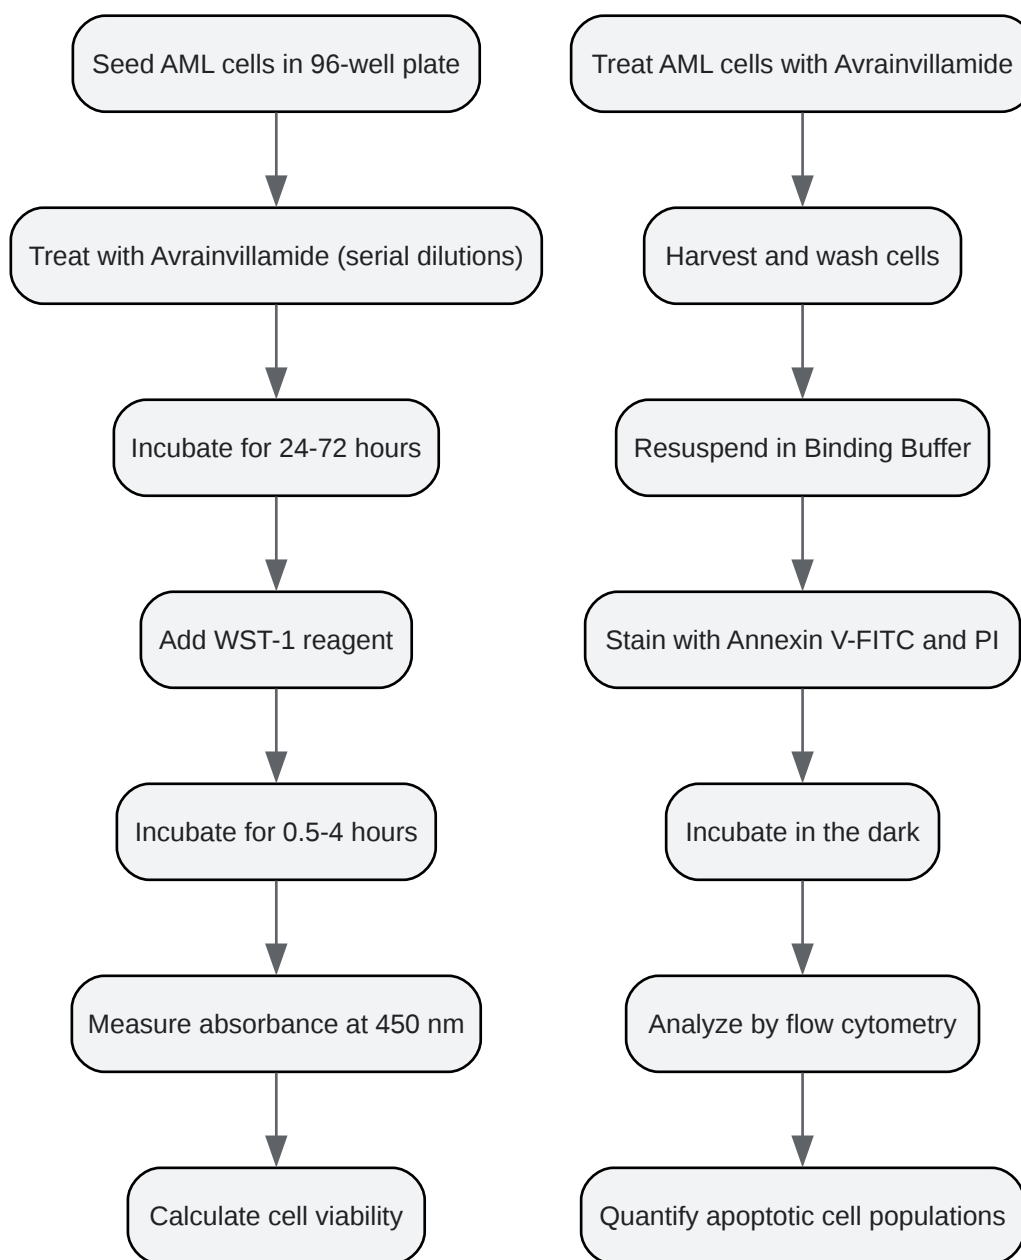 Seed AML cells in 96-well plate
Treat with Avrainvillamide (serial dilutions)
Incubate for 24-72 hours
Add WST-1 reagent
Incubate for 0.5-4 hours
Measure absorbance at 450 nm
Calculate cell viability
Treat AML cells with Avrainvillamide
Harvest and wash cells
Resuspend in Binding Buffer
Stain with Annexin V-FITC and PI
Incubate in the dark
Analyze by flow cytometry
Quantify apoptotic cell populations